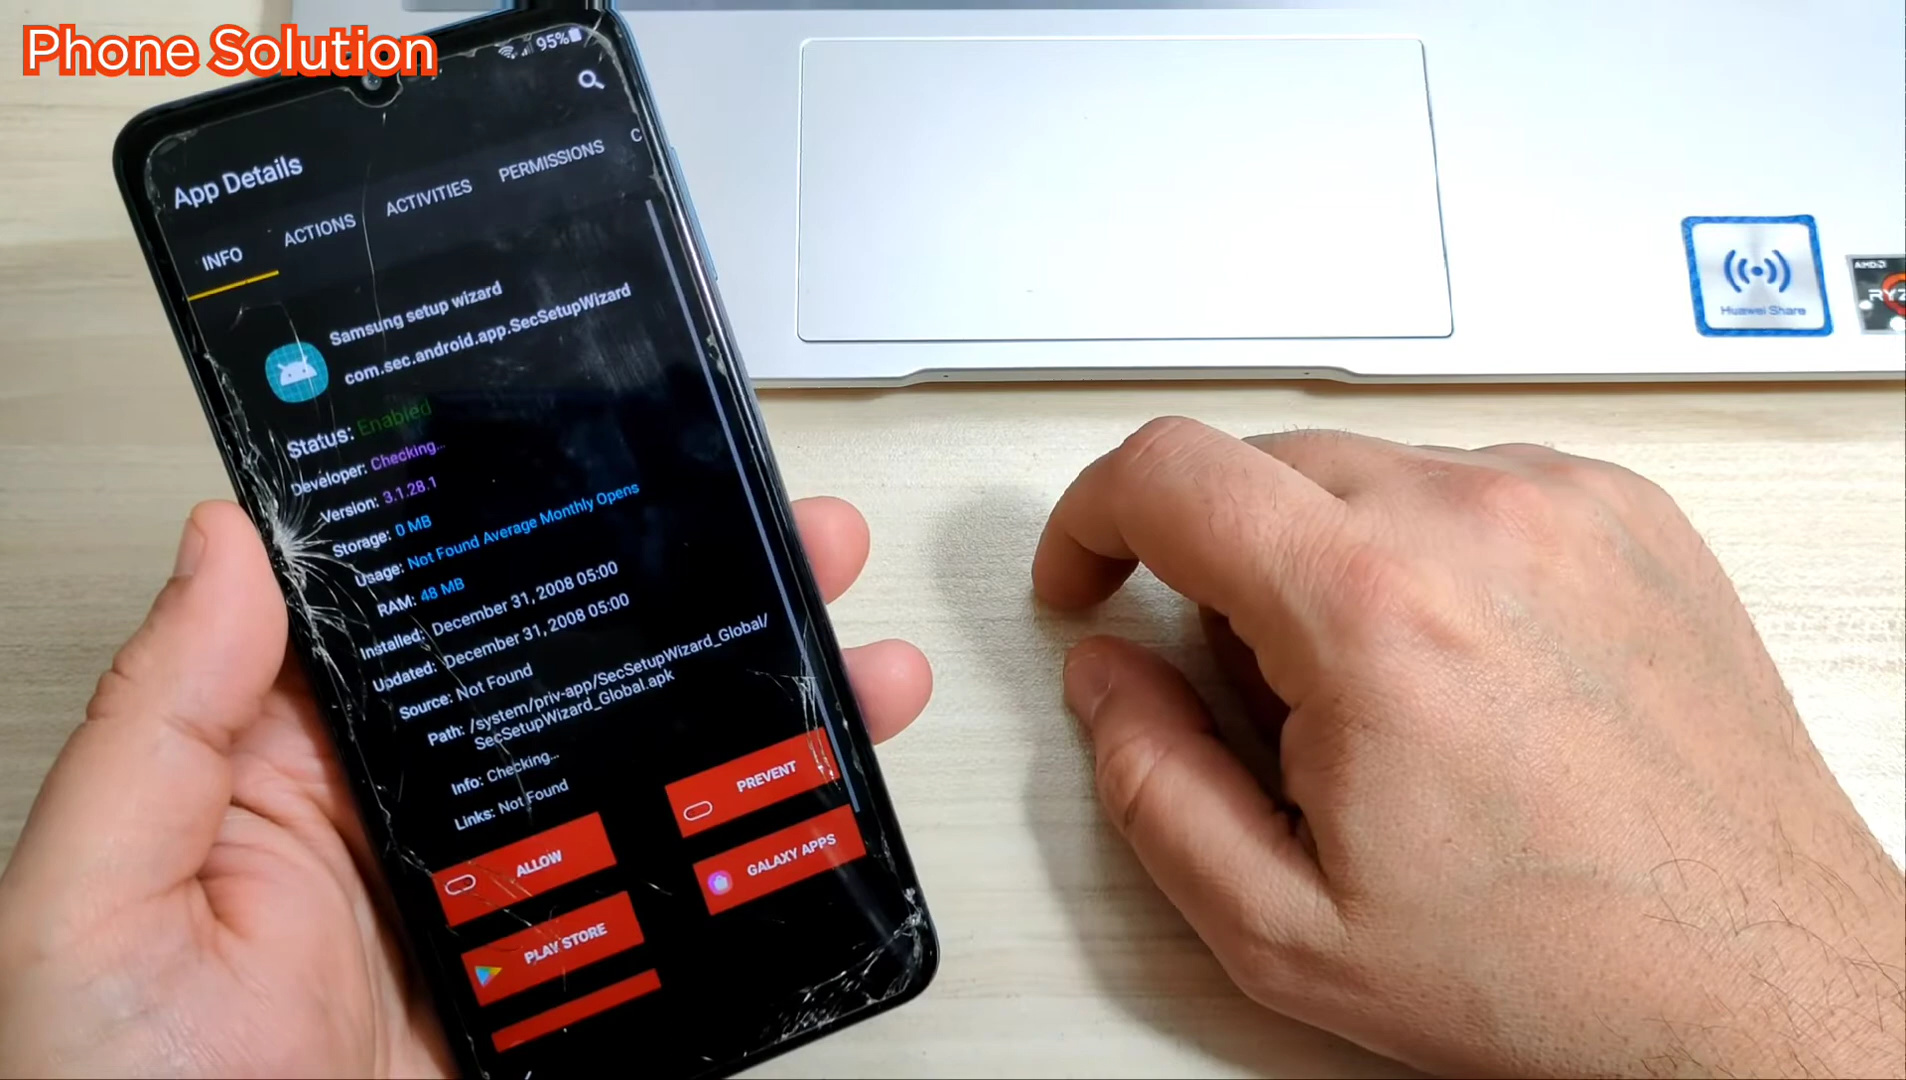 Phone Solution
95%
App Details
INFO ACTIONS ACTIVITIES PERMISSIONS C
Samsung setup wizard
com.sec.android.app.SecSetupWizard
Status: Enabled
Developer: Checking...
Version: 3.1.28.1
Storage: 0 MB
Usage: Not Found Average Monthly Opens
RAM: 48 MB
Installed: December 31, 2008 05:00
Updated: December 31, 2008 05:00
Source: Not Found
Path: /system/priv-app/SecSetupWizard_Global/
SecSetupWizard_Global.apk
Info: Checking...
Links: Not Found
ALLOW PREVENT
PLAY STORE GALAXY APPS
Huawei Share
AMD
RYZ